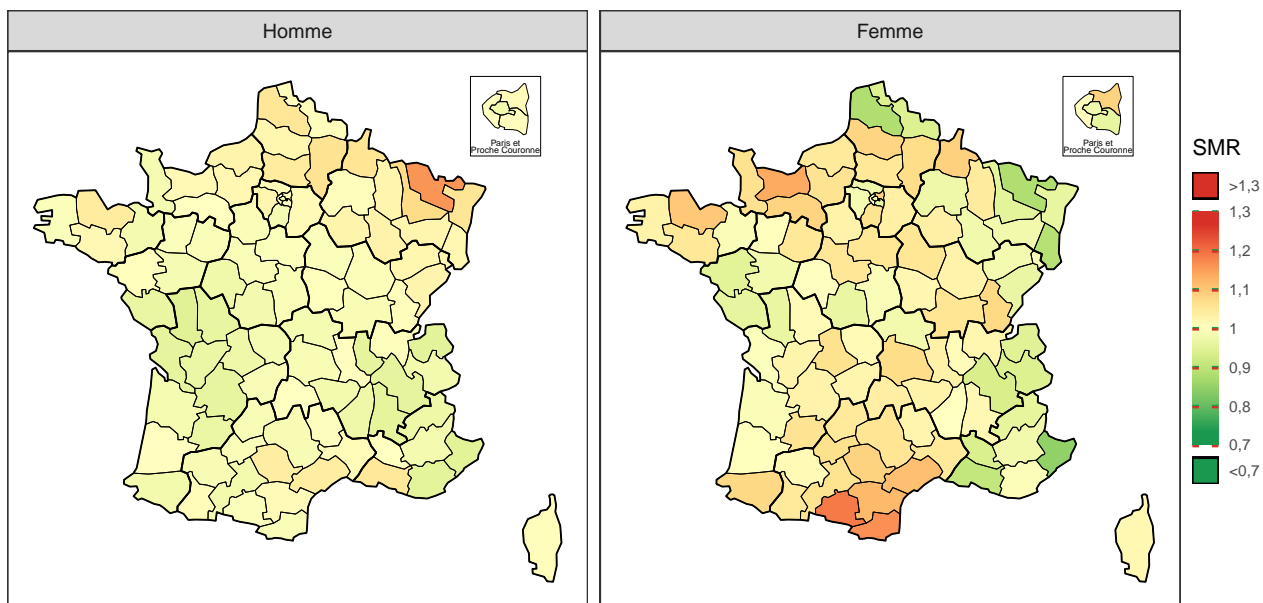 Homme
Femme
Paris et
Proche Couronne
Paris et
Proche Couronne
SMR
>1,3
1,3
1,2
1,1
1
0,9
0,8
0,7
<0,7